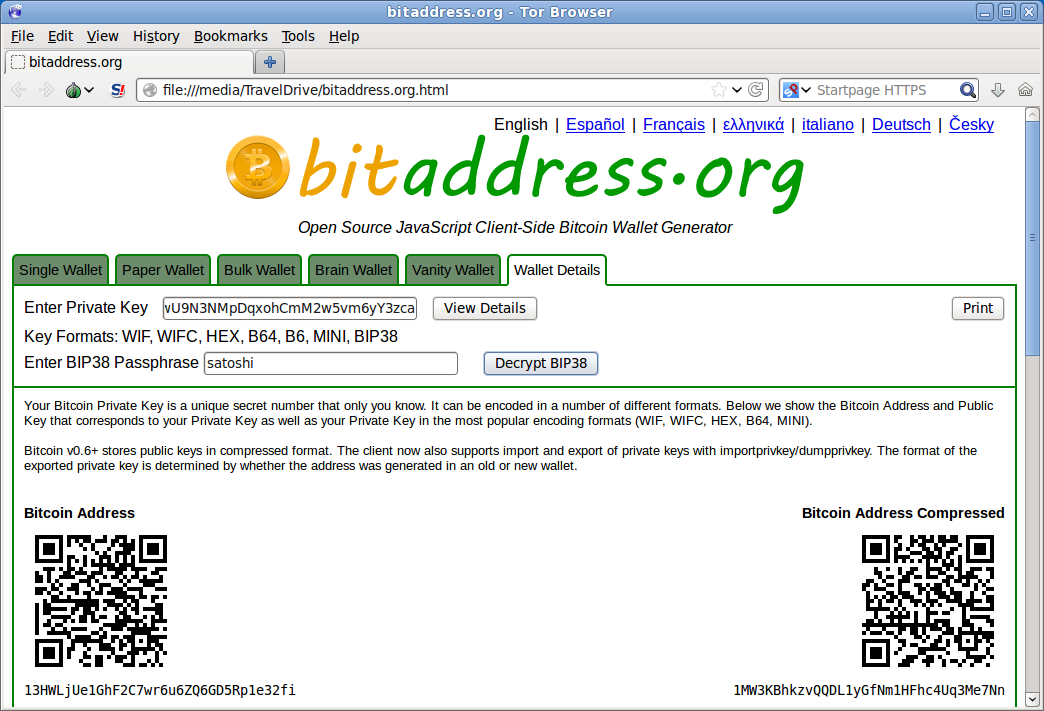 bitaddress.org - Tor Browser
File Edit View History Bookmarks Tools Help
bitaddress.org
file:///media/TravelDrive/bitaddress.org.html Startpage HTTPS
English | Español | Français | ελληνικά | italiano | Deutsch | Česky
bitaddress.org
Open Source JavaScript Client-Side Bitcoin Wallet Generator
Single Wallet Paper Wallet Bulk Wallet Brain Wallet Vanity Wallet Wallet Details
Enter Private Key vU9N3NMpDqxohCmM2w5vm6yY3zca View Details Print
Key Formats: WIF, WIFC, HEX, B64, B6, MINI, BIP38
Enter BIP38 Passphrase satoshi Decrypt BIP38
Your Bitcoin Private Key is a unique secret number that only you know. It can be encoded in a number of different formats. Below we show the Bitcoin Address and Public
Key that corresponds to your Private Key as well as your Private Key in the most popular encoding formats (WIF, WIFC, HEX, B64, MINI).
Bitcoin v0.6+ stores public keys in compressed format. The client now also supports import and export of private keys with importprivkey/dumpprivkey. The format of the
exported private key is determined by whether the address was generated in an old or new wallet.
Bitcoin Address Bitcoin Address Compressed
13HWLjUe1GhF2C7wr6u6ZQ6GD5Rp1e32fi 1MW3KBhkzvQQDL1yGfNm1HFhc4Uq3Me7Nn